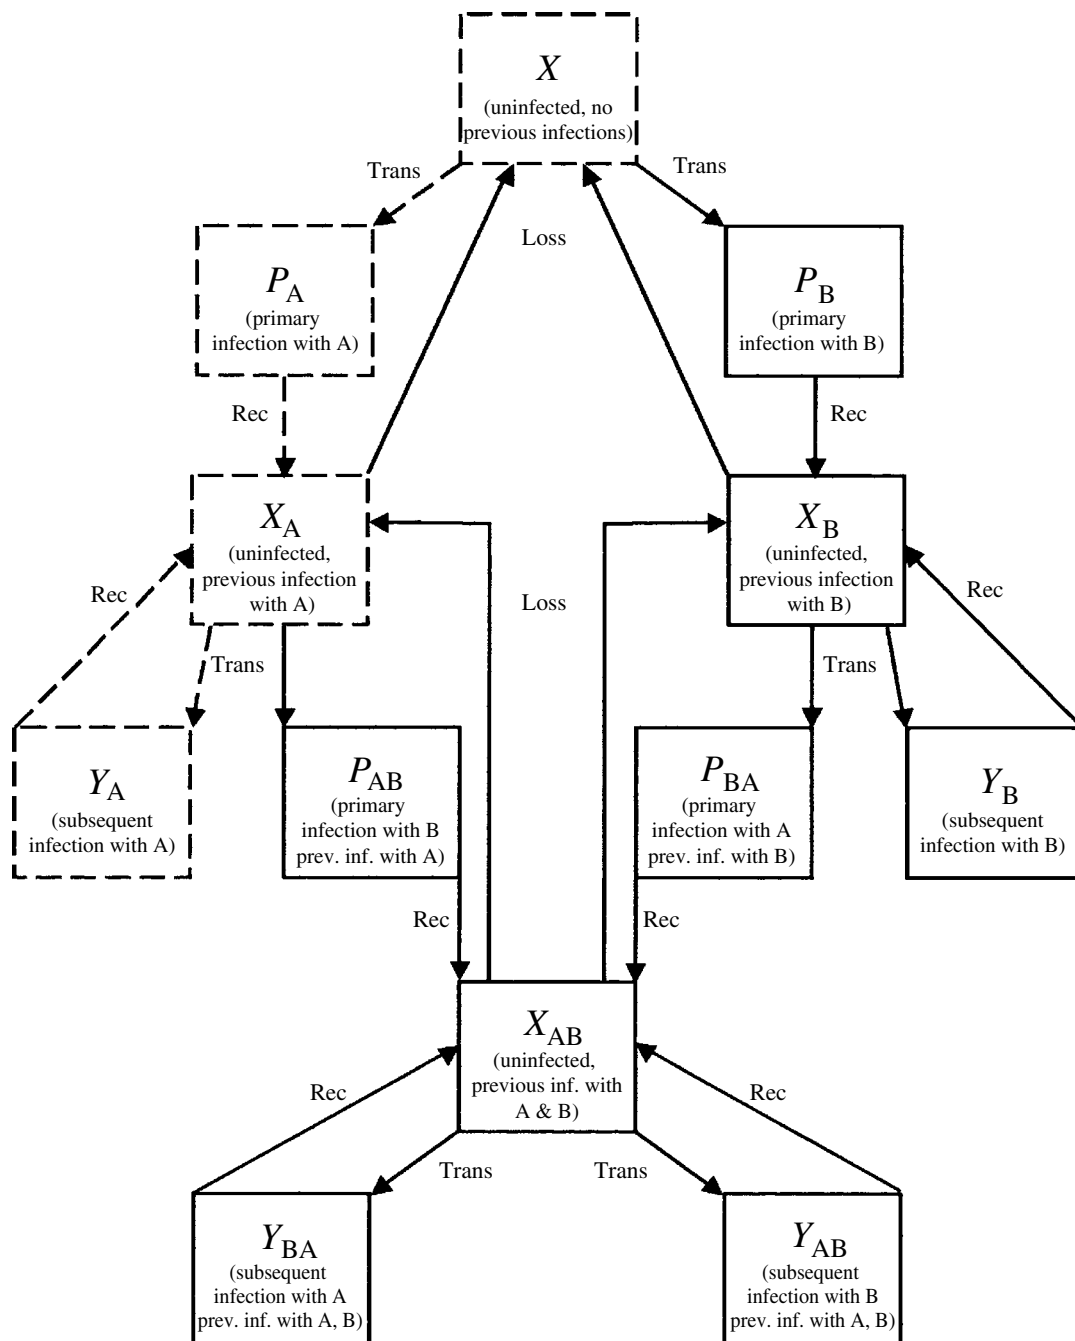 X
(uninfected, no
previous infections)
Trans
Trans
Loss
P_A
(primary
infection with A)
P_B
(primary
infection with B)
Rec
Rec
X_A
(uninfected,
previous infection
with A)
X_B
(uninfected,
previous infection
with B)
Rec
Loss
Rec
Trans
Trans
Y_A
(subsequent
infection with A)
P_AB
(primary
infection with B
prev. inf. with A)
P_BA
(primary
infection with A
prev. inf. with B)
Y_B
(subsequent
infection with B)
Rec
Rec
X_AB
(uninfected,
previous inf. with
A & B)
Rec
Rec
Trans
Trans
Y_BA
(subsequent
infection with A
prev. inf. with A, B)
Y_AB
(subsequent
infection with B
prev. inf. with A, B)